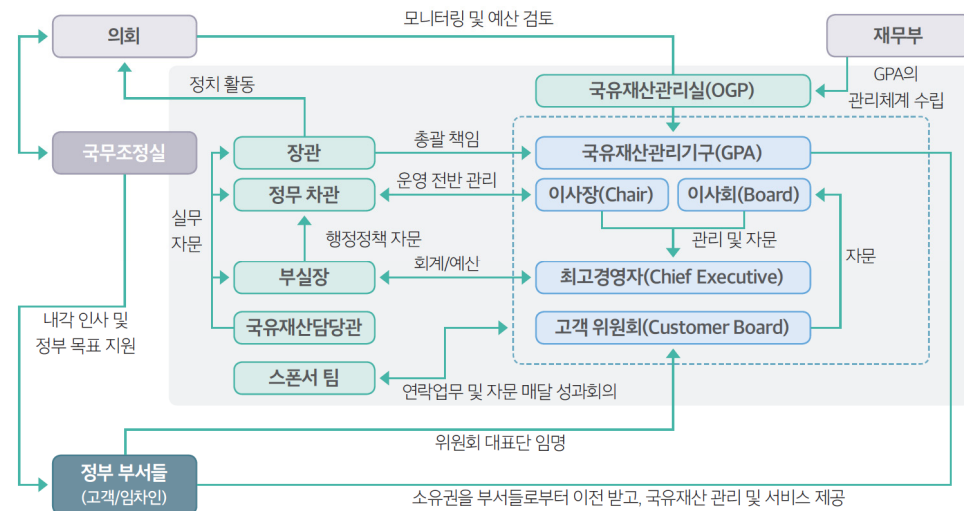 모니터링 및 예산 검토
의회
재무부
정치 활동
국유재산관리실(OGP)
GPA의
관리체계 수립
국무조정실
장관
총괄 책임
국유재산관리기구(GPA)
정무 차관
운영 전반 관리
이사장(Chair)
이사회(Board)
실무
자문
행정정책 자문
관리 및 자문
자문
부실장
회계/예산
최고경영자(Chief Executive)
내각 인사 및
정부 목표 지원
국유재산담당관
고객 위원회(Customer Board)
스폰서 팀
연락업무 및 자문 매달 성과회의
위원회 대표단 임명
정부 부서들
(고객/임차인)
소유권을 부서들로부터 이전 받고, 국유재산 관리 및 서비스 제공